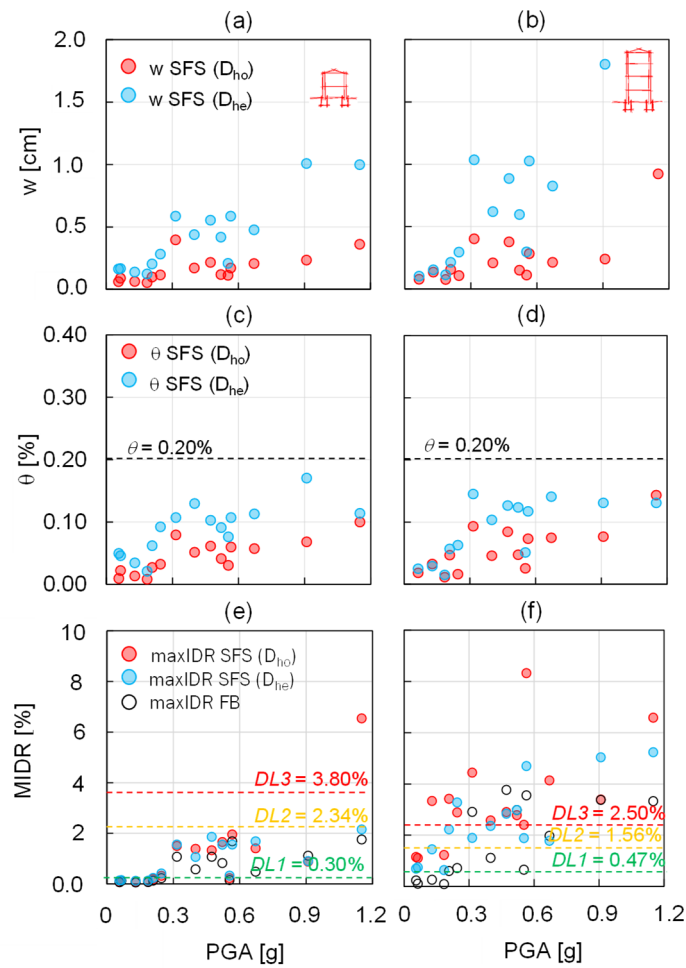 (a)
(b)
2.0
1.5
1.0
0.5
0.0
w [cm]
w SFS (Dho)
w SFS (Dhe)
(c)
(d)
0.40
0.30
0.20
0.10
0.00
θ [%]
θ SFS (Dho)
θ SFS (Dhe)
θ = 0.20%
θ = 0.20%
(e)
(f)
10
8
6
4
2
0.0
MIDR [%]
maxIDR SFS (Dho)
maxIDR SFS (Dhe)
maxIDR FB
DL3 = 3.80%
DL2 = 2.34%
DL1 = 0.30%
DL3 = 2.50%
DL2 = 1.56%
DL1 = 0.47%
0 0.3 0.6 0.9 1.2
0 0.3 0.6 0.9 1.2
PGA [g]
PGA [g]